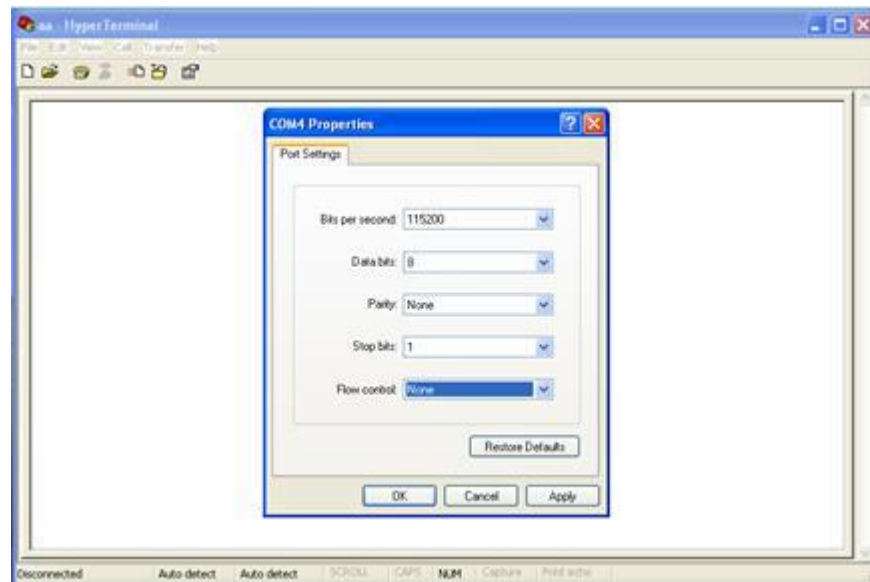 aa - HyperTerminal
File Edit View Call Transfer Help
COM4 Properties
Port Settings
Bits per second: 115200
Data bits: 8
Parity: None
Stop bits: 1
Flow control: None
Restore Defaults
OK Cancel Apply
Disconnected Auto detect Auto detect SCROLL CAPS NUM Capture Print echo